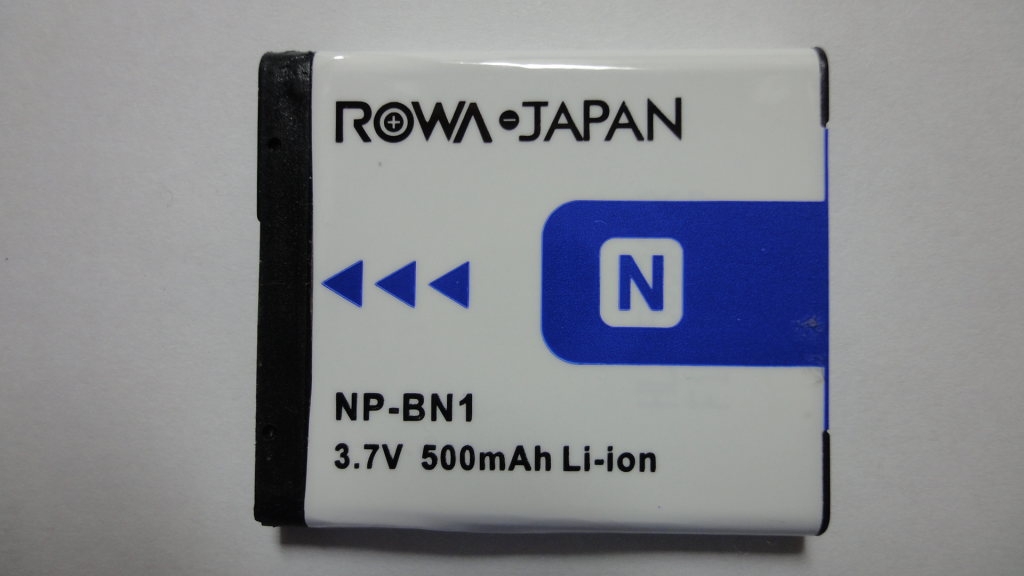 ROWA•JAPAN
N
NP-BN1
3.7V 500mAh Li-ion